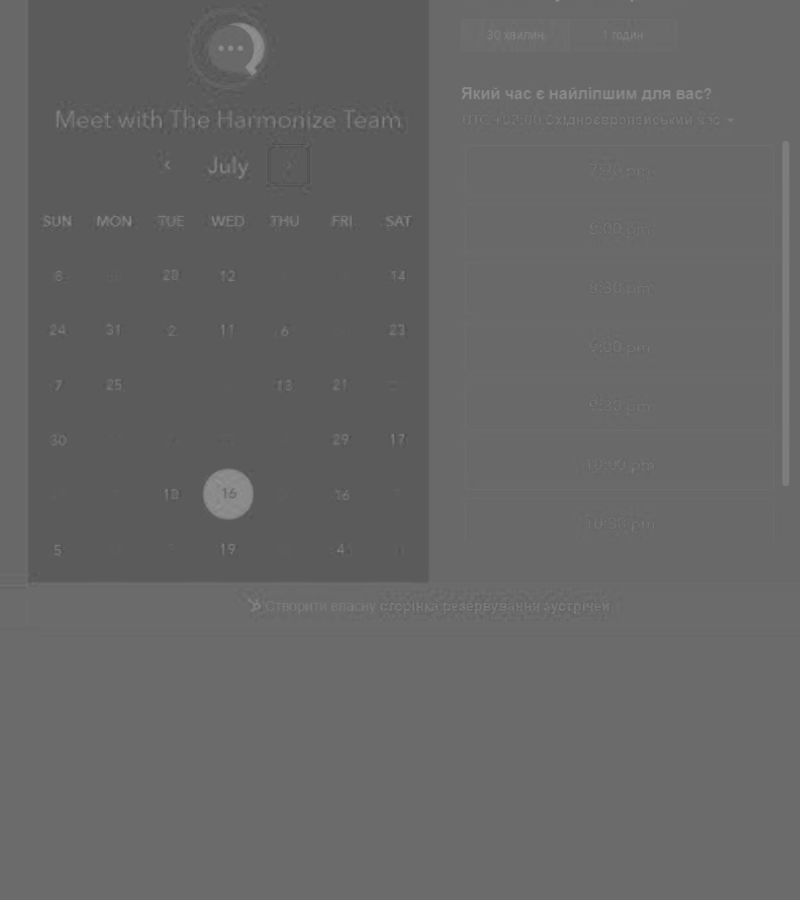 30 хвилин 1 годин
Який час є найліпшим для вас?
UTC +02:00 Східноєвропейський час
Meet with The Harmonize Team
July
SUN MON TUE WED THU FRI SAT
8 20 12 14
24 31 2 11 6 23
7 25 13 21
30 29 17
18 16 16
5 19 4
7:30 pm
8:00 pm
8:30 pm
9:00 pm
9:30 pm
10:00 pm
10:30 pm
Створити власну сторінка резервування зустрічей